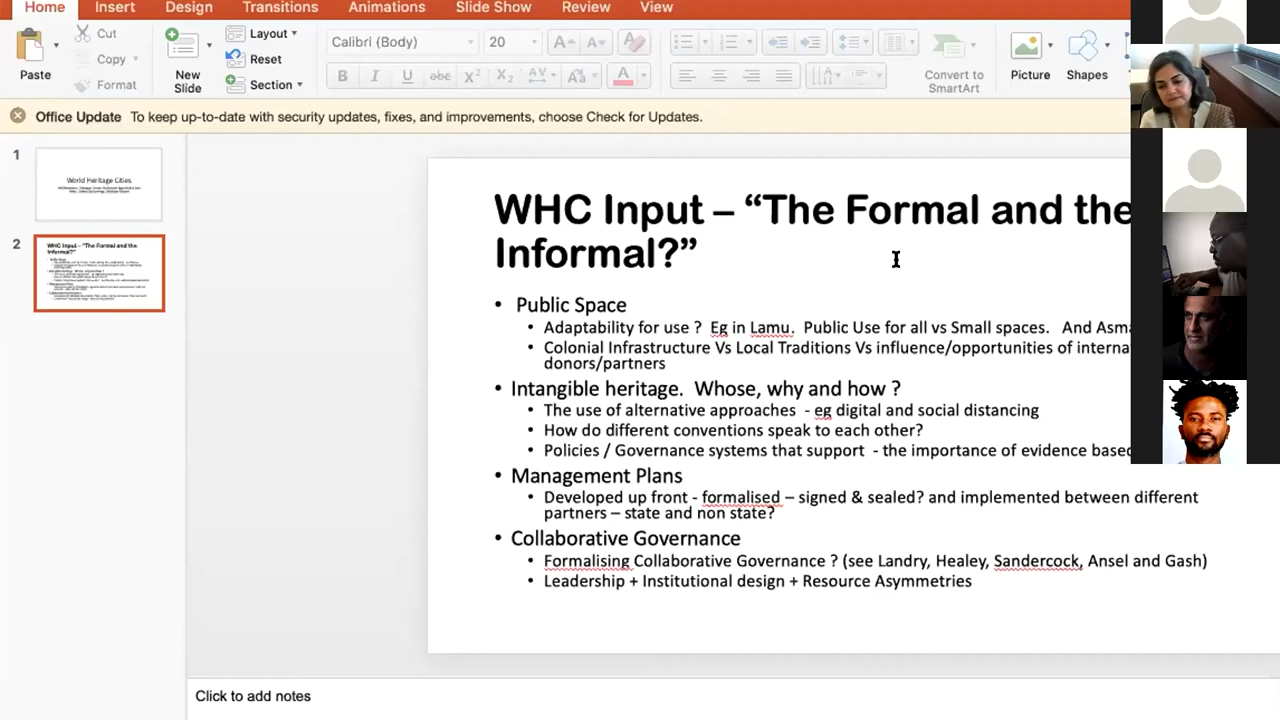 Home Insert Design Transitions Animations Slide Show Review View
Cut
Copy
Format
Paste
New
Slide
Layout
Reset
Section
Calibri (Body)
20
Convert to
SmartArt
Picture
Shapes
Office Update To keep up-to-date with security updates, fixes, and improvements, choose Check for Updates.
1
World Heritage Cities
2
WHC Input – “The Formal and the
Informal?”
WHC Input – “The Formal and the
Informal?”
• Public Space
• Adaptability for use ? Eg in Lamu. Public Use for all vs Small spaces. And
• Colonial Infrastructure Vs Local Traditions Vs influence/opportunities of
donors/partners
• Intangible heritage. Whose, why and how ?
• The use of alternative approaches - eg digital and social distancing
• How do different conventions speak to each other?
• Policies / Governance systems that support - the importance of evidence based
• Management Plans
• Developed up front - formalised – signed & sealed? and implemented between different
partners – state and non state?
• Collaborative Governance
• Formalising Collaborative Governance ? (see Landry, Healey, Sandercock, Ansel and Gash)
• Leadership + Institutional design + Resource Asymmetries
Click to add notes